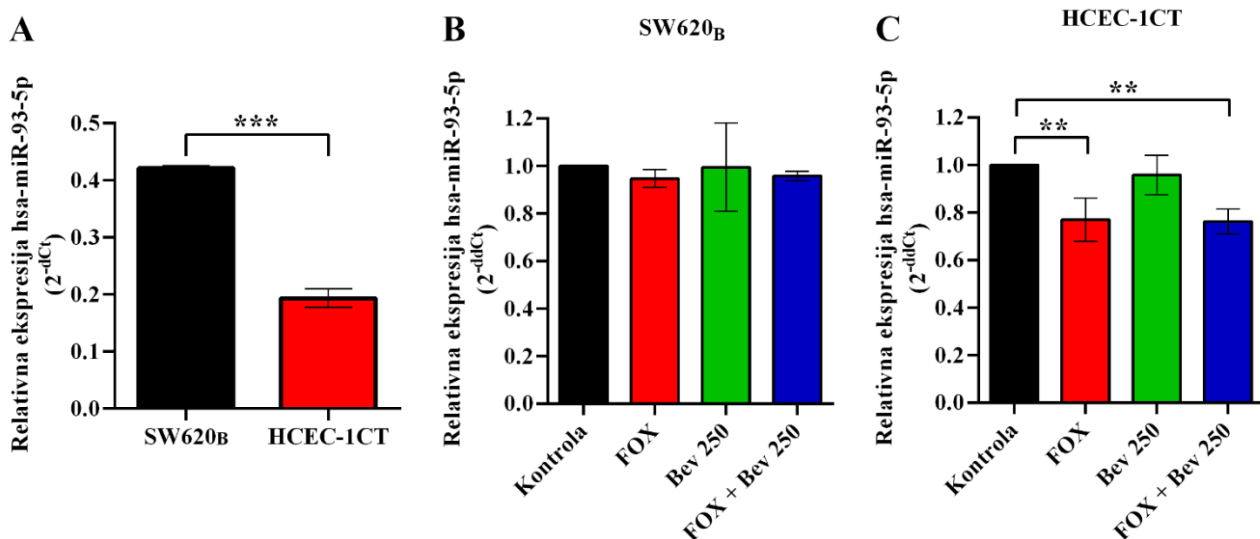 A
Relativna ekspresija hsa-miR-93-5p
(2^-dCt)
0.5
0.4
0.3
0.2
0.1
0.0
***
SW620B
HCEC-1CT
B
SW620B
Relativna ekspresija hsa-miR-93-5p
(2^-ddCt)
1.2
1.0
0.8
0.6
0.4
0.2
0.0
Kontrola
FOX
Bev 250
FOX + Bev 250
C
HCEC-1CT
Relativna ekspresija hsa-miR-93-5p
(2^-ddCt)
1.2
1.0
0.8
0.6
0.4
0.2
0.0
**
**
Kontrola
FOX
Bev 250
FOX + Bev 250